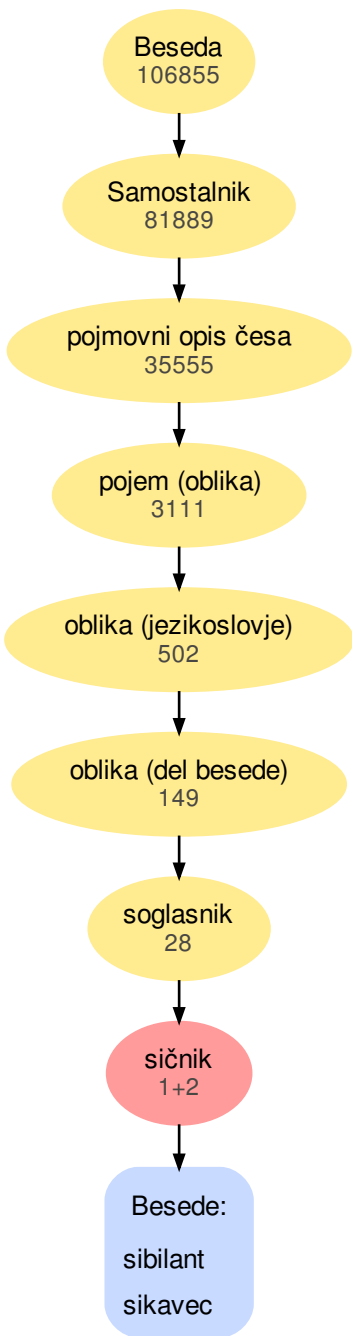 Beseda
106855
Samostalnik
81889
pojmovni opis česa
35555
pojem (oblika)
3111
oblika (jezikoslovje)
502
oblika (del besede)
149
soglasnik
28
sičnik
1+2
Besede:
sibilant
sikavec